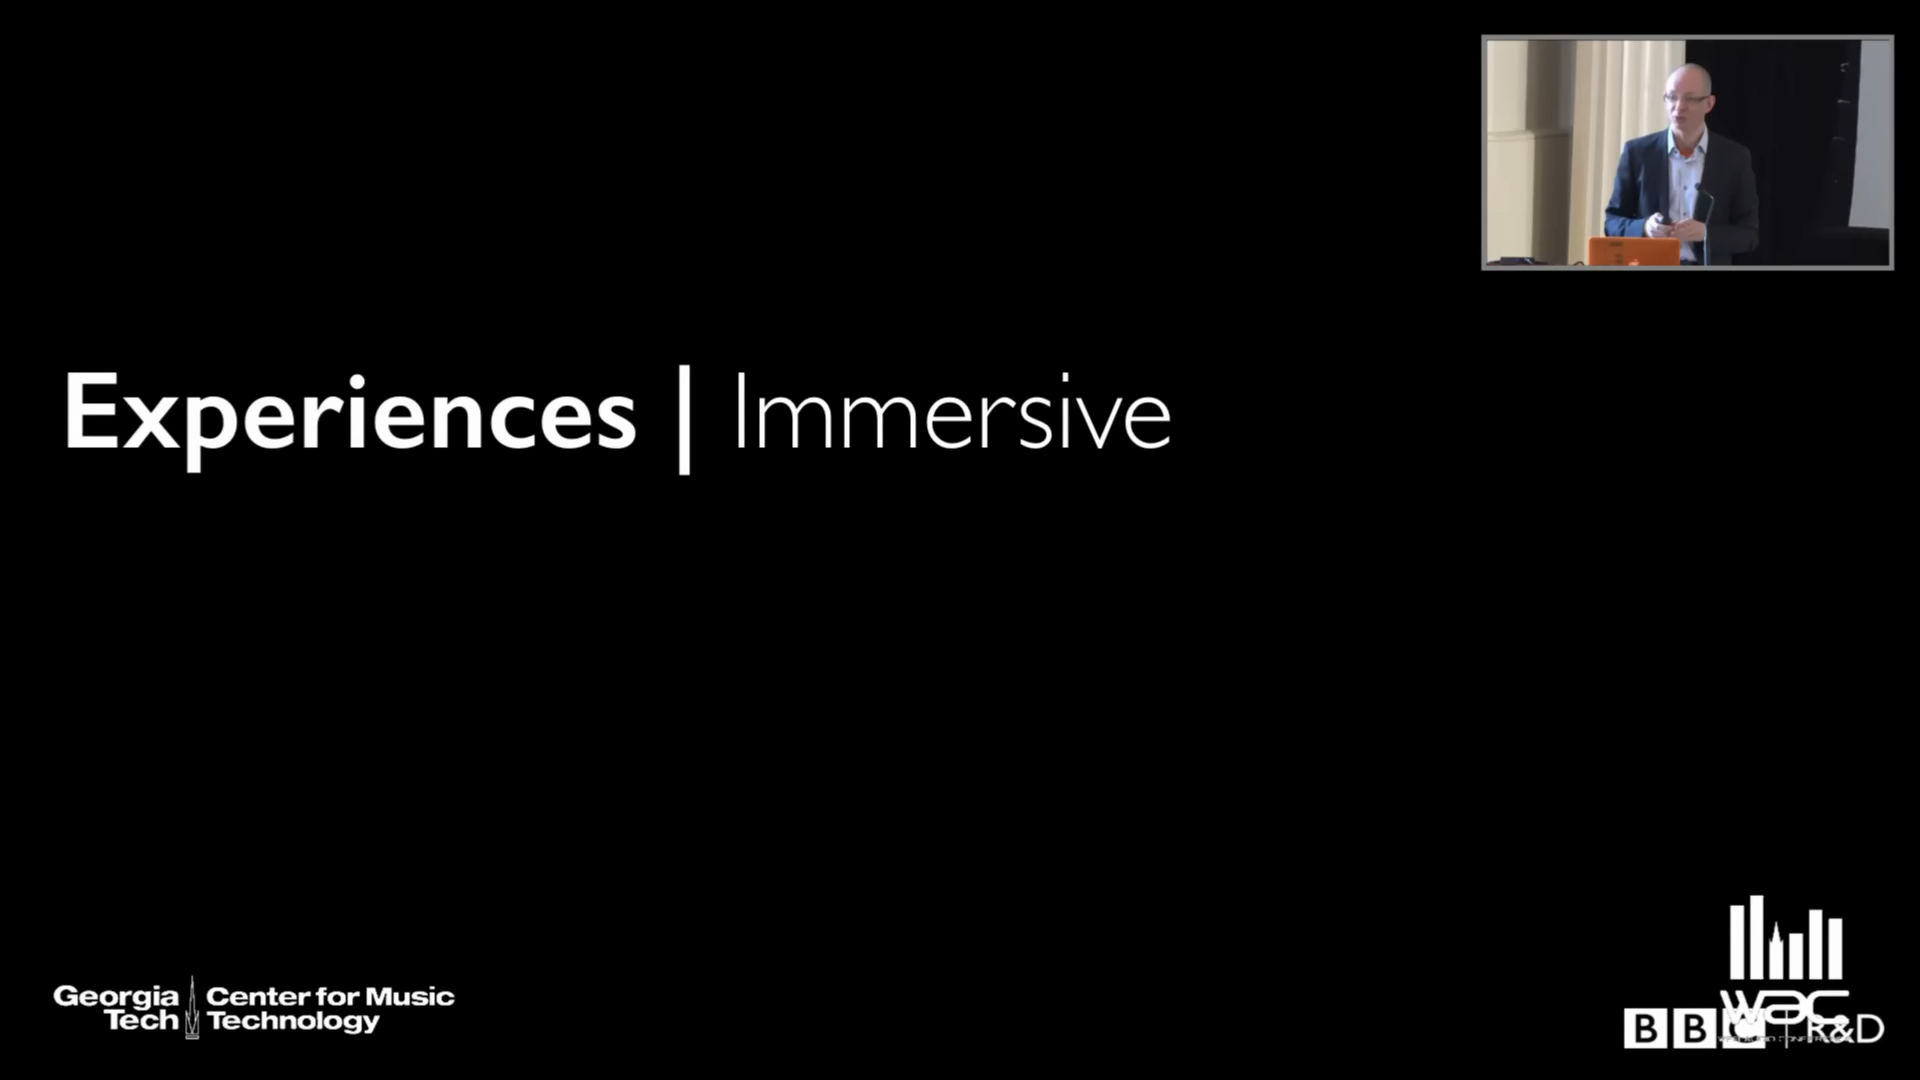 Experiences | Immersive
Georgia Tech | Center for Music Technology
wac
BBC | R&D